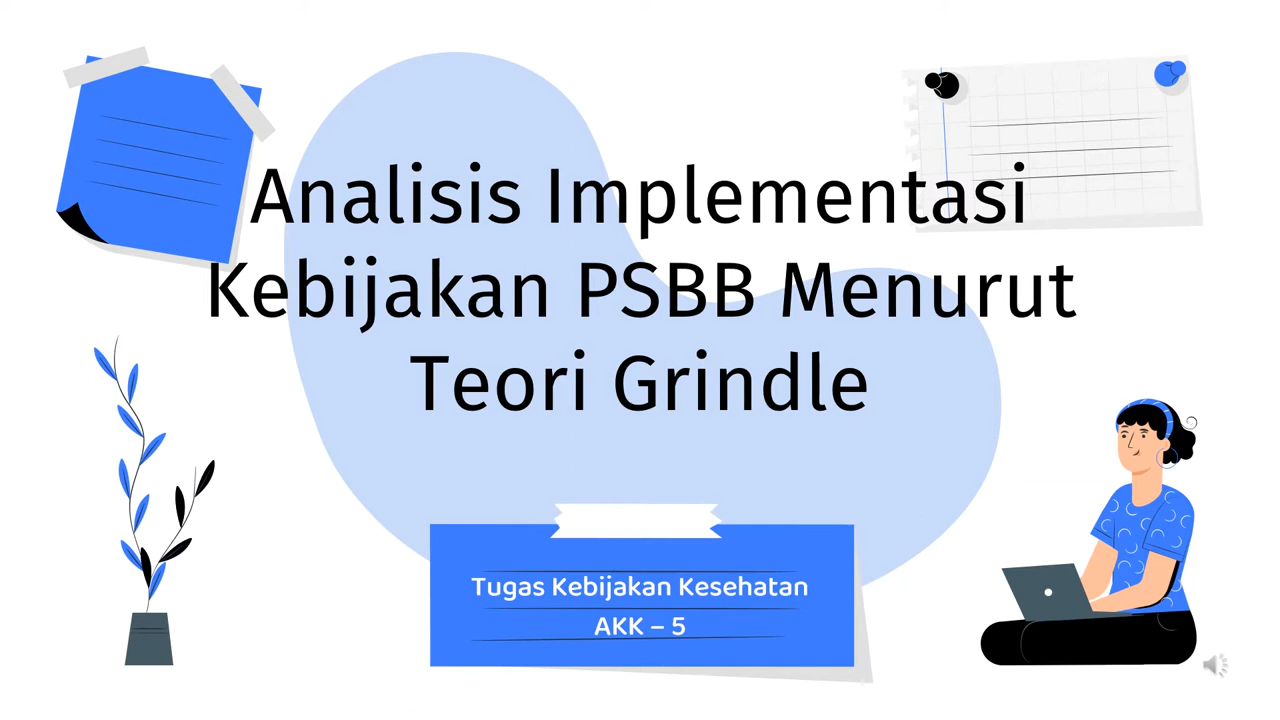 Analisis Implementasi
Kebijakan PSBB Menurut
Teori Grindle
Tugas Kebijakan Kesehatan
AKK – 5